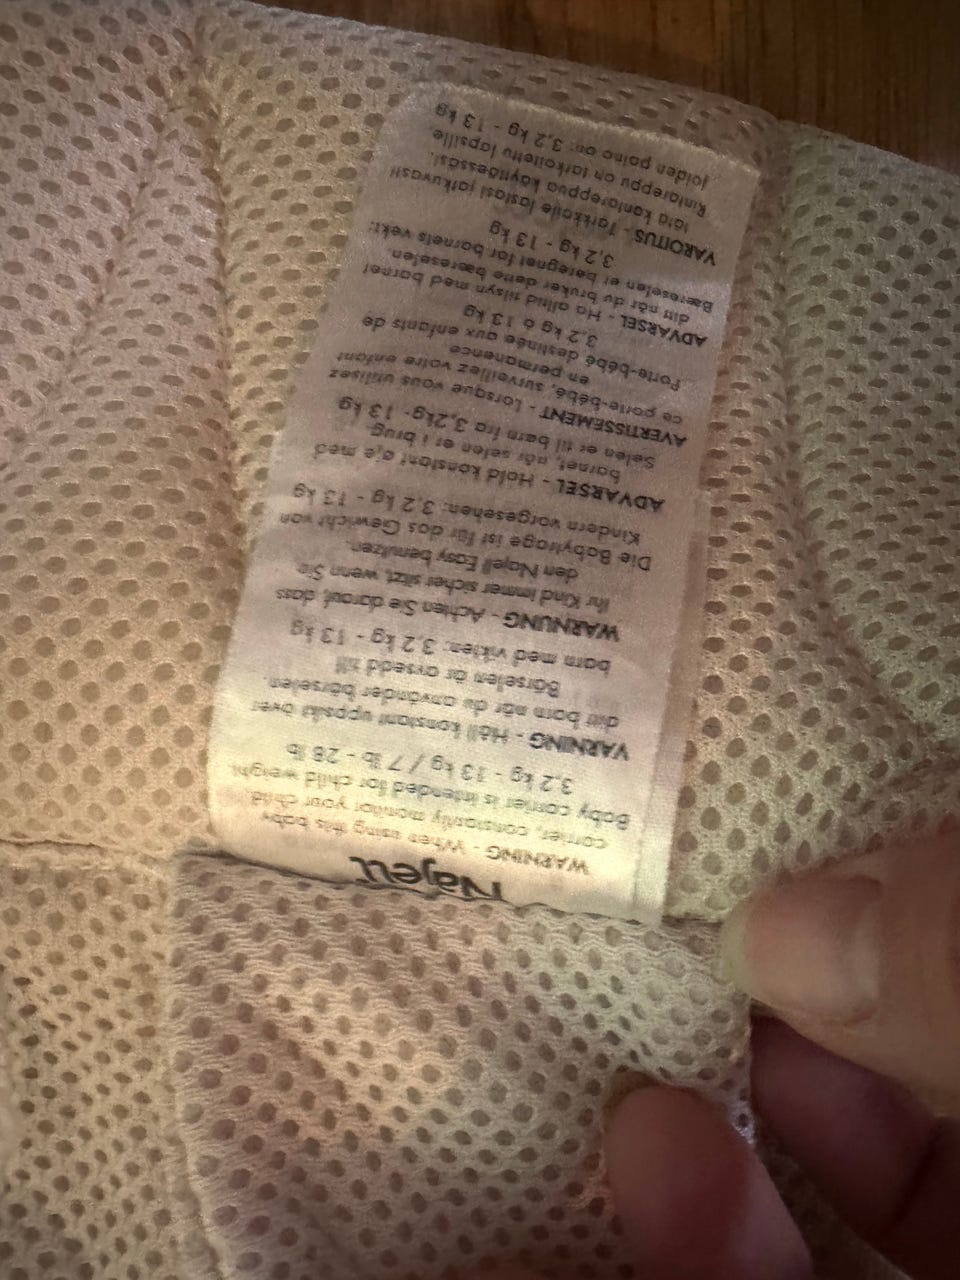 Najell
WARNING - When using this baby
carrier, constantly monitor your child.
Baby carrier is intended for child weight
3,2 kg - 13 kg / 7 lb - 28 lb
VARNING - Håll konstant uppsikt över
ditt barn när du använder bärselen.
Bärselen är avsedd till
barn med vikten: 3,2 kg - 13 kg
WARNUNG - Achten Sie darauf, dass
Ihr Kind immer sicher sitzt, wenn Sie
den Najell Easy benutzen.
Die Babytrage ist für das Gewicht von
Kindern vorgesehen: 3,2 kg - 13 kg
ADVARSEL - Hold konstant øje med
barnet, når selen er i brug.
Selen er til barn fra 3,2kg- 13 kg
AVERTISSEMENT - Lorsque vous utilisez
ce porte-bébé, surveillez votre enfant
en permanence
Porte-bébé destinée aux enfants de
3,2 kg à 13 kg
ADVARSEL - Ha alltid tilsyn med barnet
ditt når du bruker dette bæreselen.
Bæreselen er beregnet for barnets vekt:
3,2 kg - 13 kg
VAROITUS - Tarkkaile lastasi jatkuvasti
tätä kantoreppua käyttöessäsi.
Rintareppu on tarkoitettu lapsille
joiden paino on: 3,2 kg - 13 kg